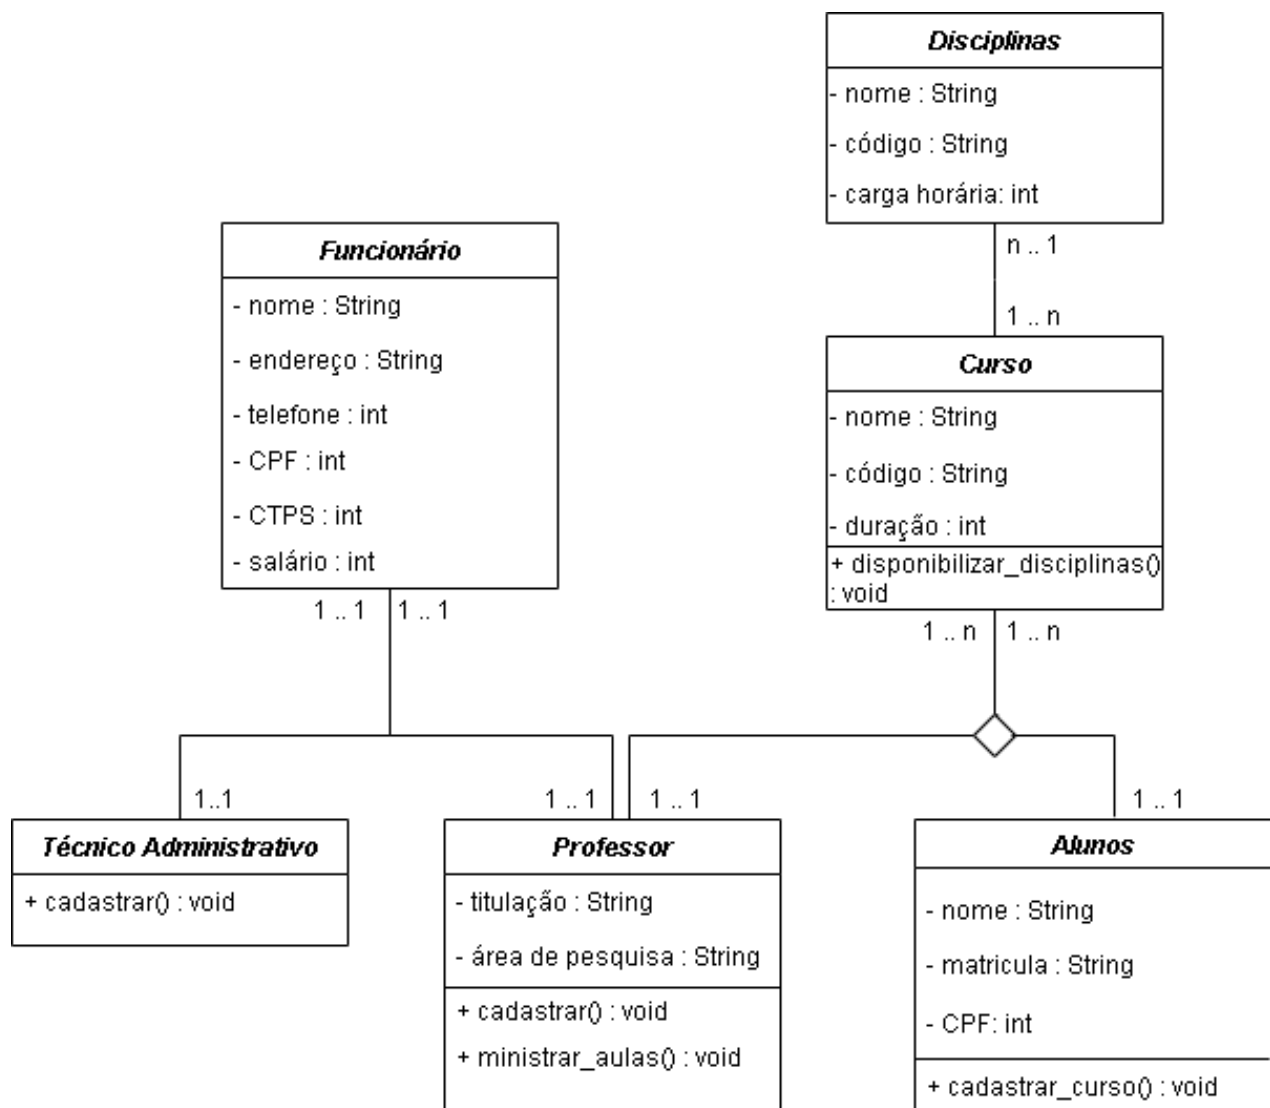 Disciplinas
- nome : String
- código : String
- carga horária: int
n .. 1
1 .. n
Funcionário
- nome : String
- endereço : String
- telefone : int
- CPF : int
- CTPS : int
- salário : int
1 .. 1
1 .. 1
Curso
- nome : String
- código : String
- duração : int
+ disponibilizar_disciplinas()
: void
1 .. n
1 .. n
1..1
1 .. 1
1 .. 1
1 .. 1
Técnico Administrativo
+ cadastrar() : void
Professor
- titulação : String
- área de pesquisa : String
+ cadastrar() : void
+ ministrar_aulas() : void
Alunos
- nome : String
- matricula : String
- CPF: int
+ cadastrar_curso() : void